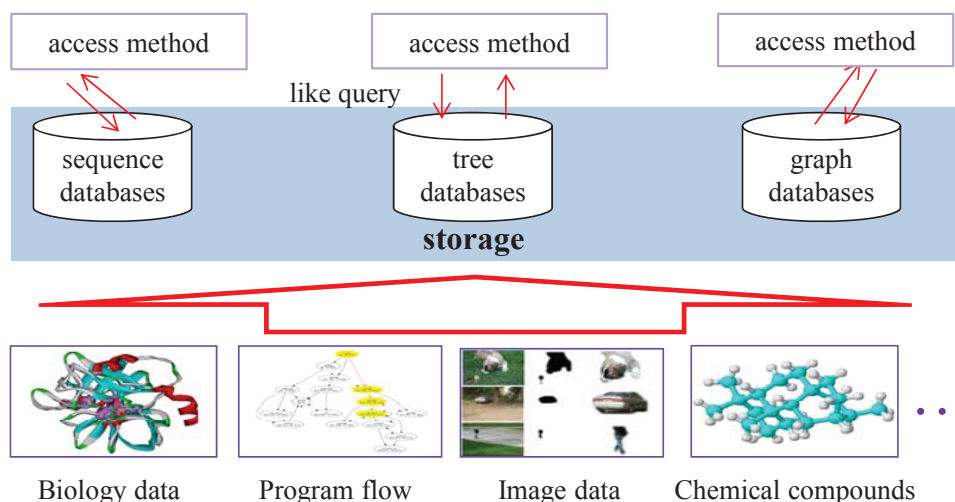 access method
access method
access method
like query
sequence
databases
tree
databases
graph
databases
storage
Biology data
Program flow
Image data
Chemical compounds